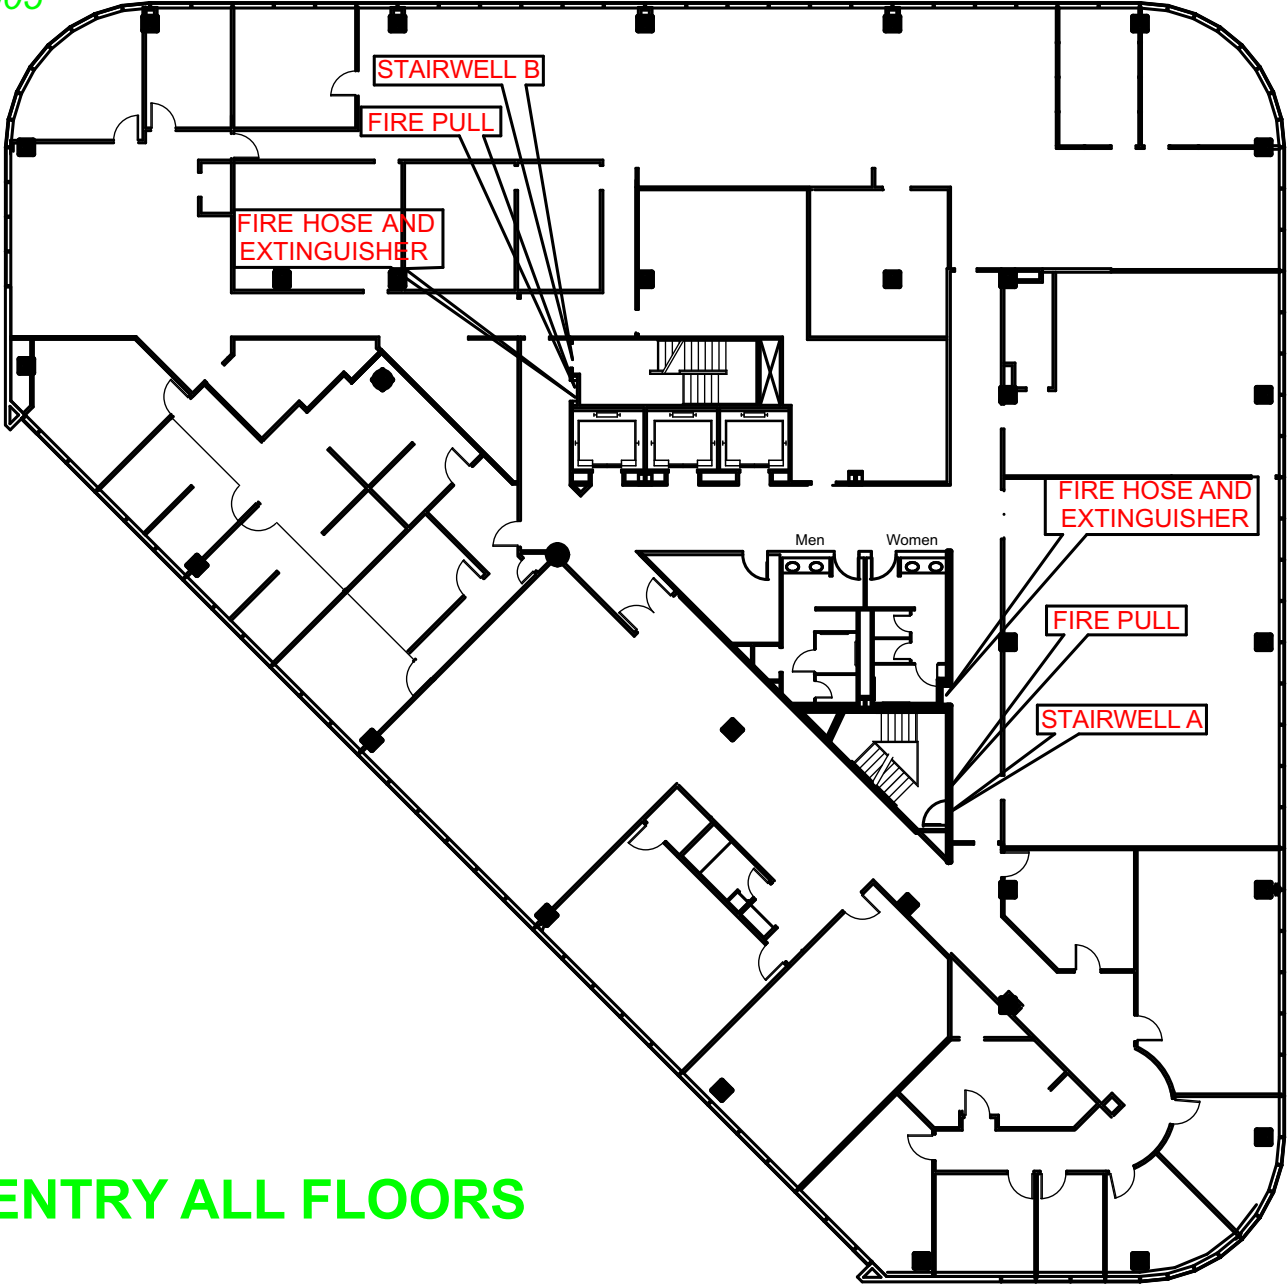 STAIRWELL B
FIRE PULL
FIRE HOSE AND
EXTINGUISHER
FIRE HOSE AND
EXTINGUISHER
Men
Women
FIRE PULL
STAIRWELL A
ENTRY ALL FLOORS